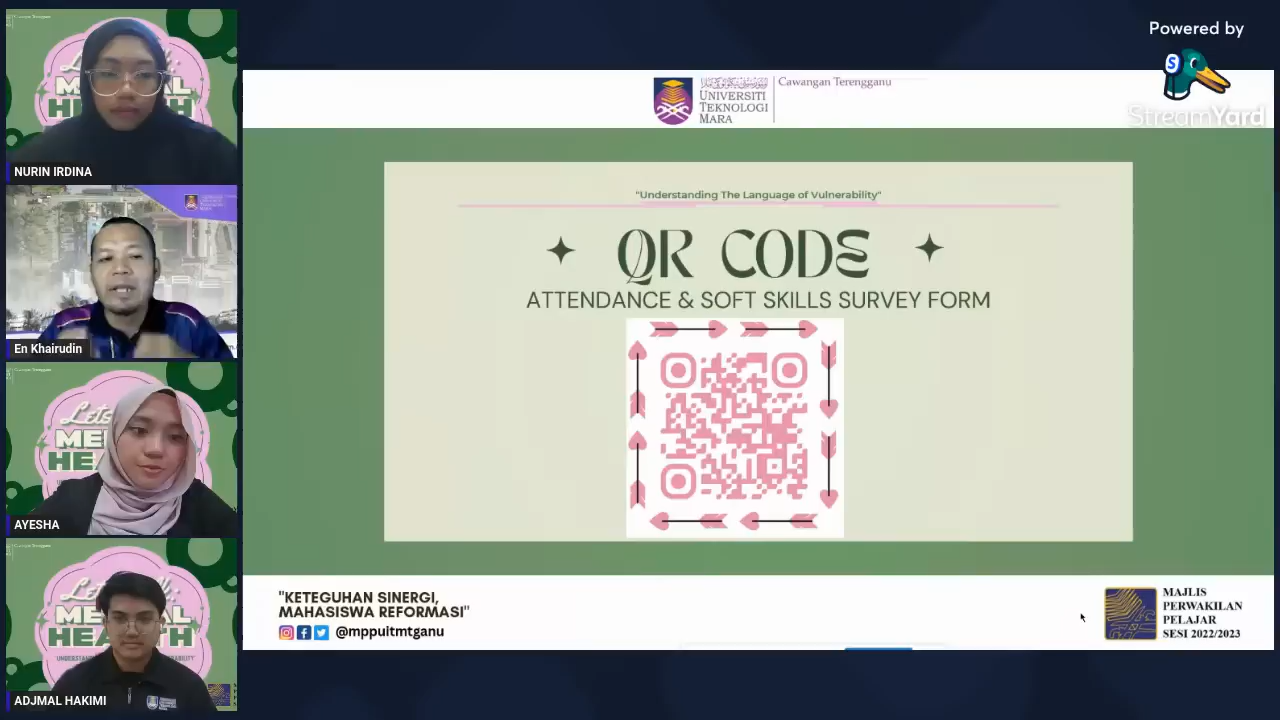 NURIN IRDINA
En Khairudin
AYESHA
ADJMAL HAKIMI
Powered by
StreamYard
UNIVERSITI
TEKNOLOGI
MARA
Cawangan Terengganu
"Understanding The Language of Vulnerability"
QR CODE
ATTENDANCE & SOFT SKILLS SURVEY FORM
"KETEGUHAN SINERGI,
MAHASISWA REFORMASI"
@mppuitmtganu
MAJLIS
PERWAKILAN
PELAJAR
SESI 2022/2023